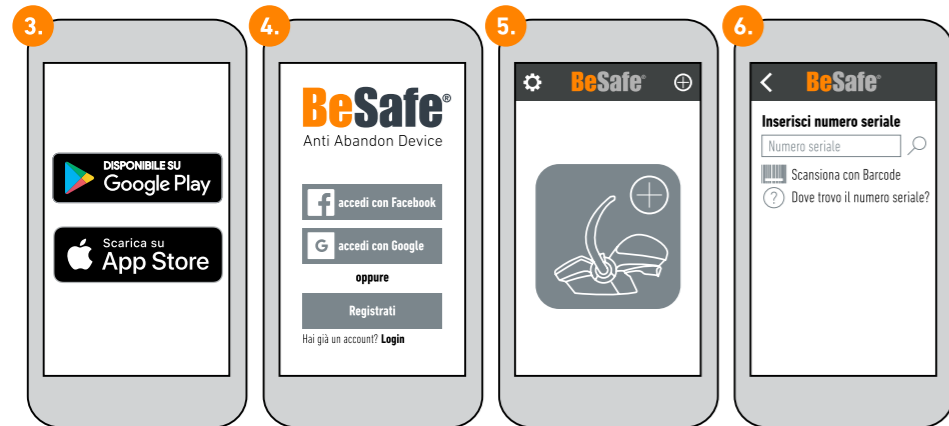 3.
DISPONIBILE SU
Google Play
Scarica su
App Store
4.
BeSafe®
Anti Abandon Device
accedi con Facebook
G accedi con Google
oppure
Registrati
Hai già un account? Login
5.
BeSafe®
6.
BeSafe®
Inserisci numero seriale
Numero seriale
Scansiona con Barcode
? Dove trovo il numero seriale?